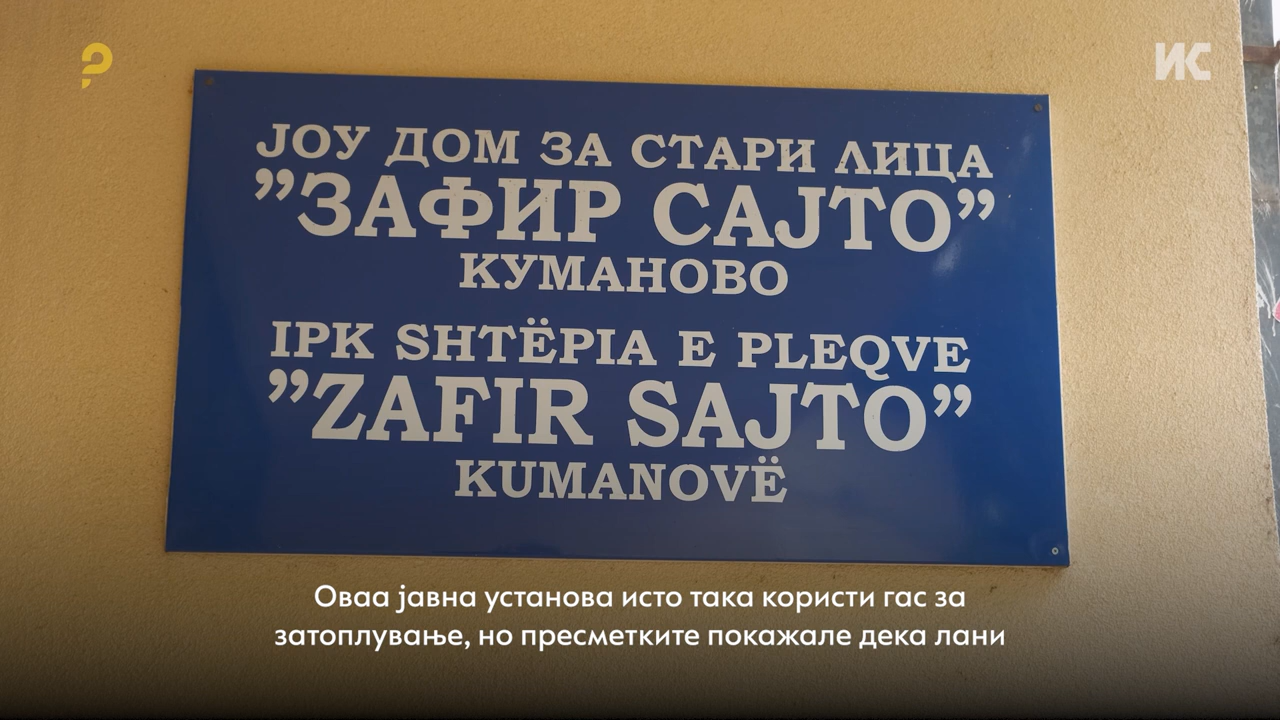 ?
ИС
ЈОУ ДОМ ЗА СТАРИ ЛИЦА
”ЗАФИР САЈТО”
КУМАНОВО
IPK SHTËPIA E PLEQVE
”ZAFIR SAJTO”
KUMANOVË
Оваа јавна установа исто така користи гас за
затоплување, но пресметките покажале дека лани